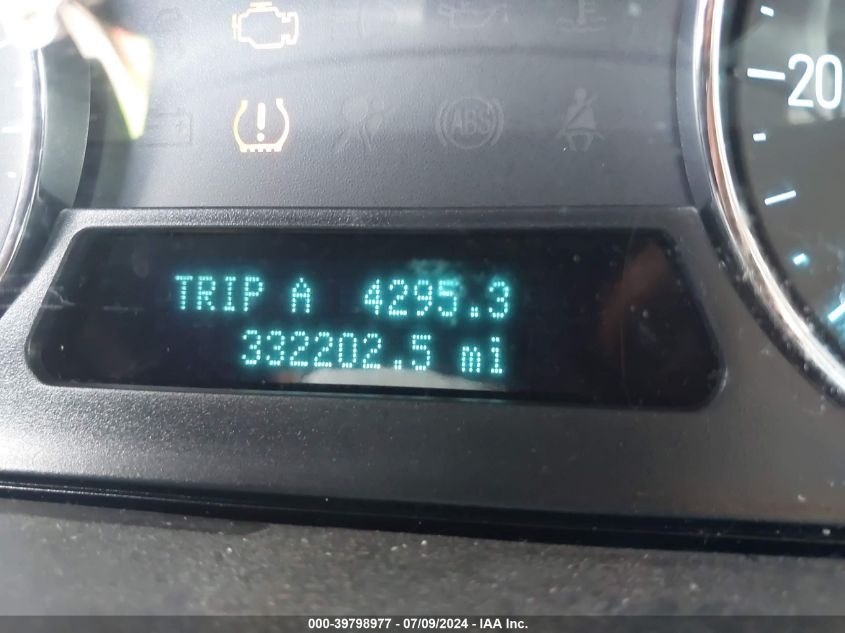 20
ABS
TRIP A 4295.3
332202.5 mi
000-39798977 / 07/09/2024 - IAA Inc.